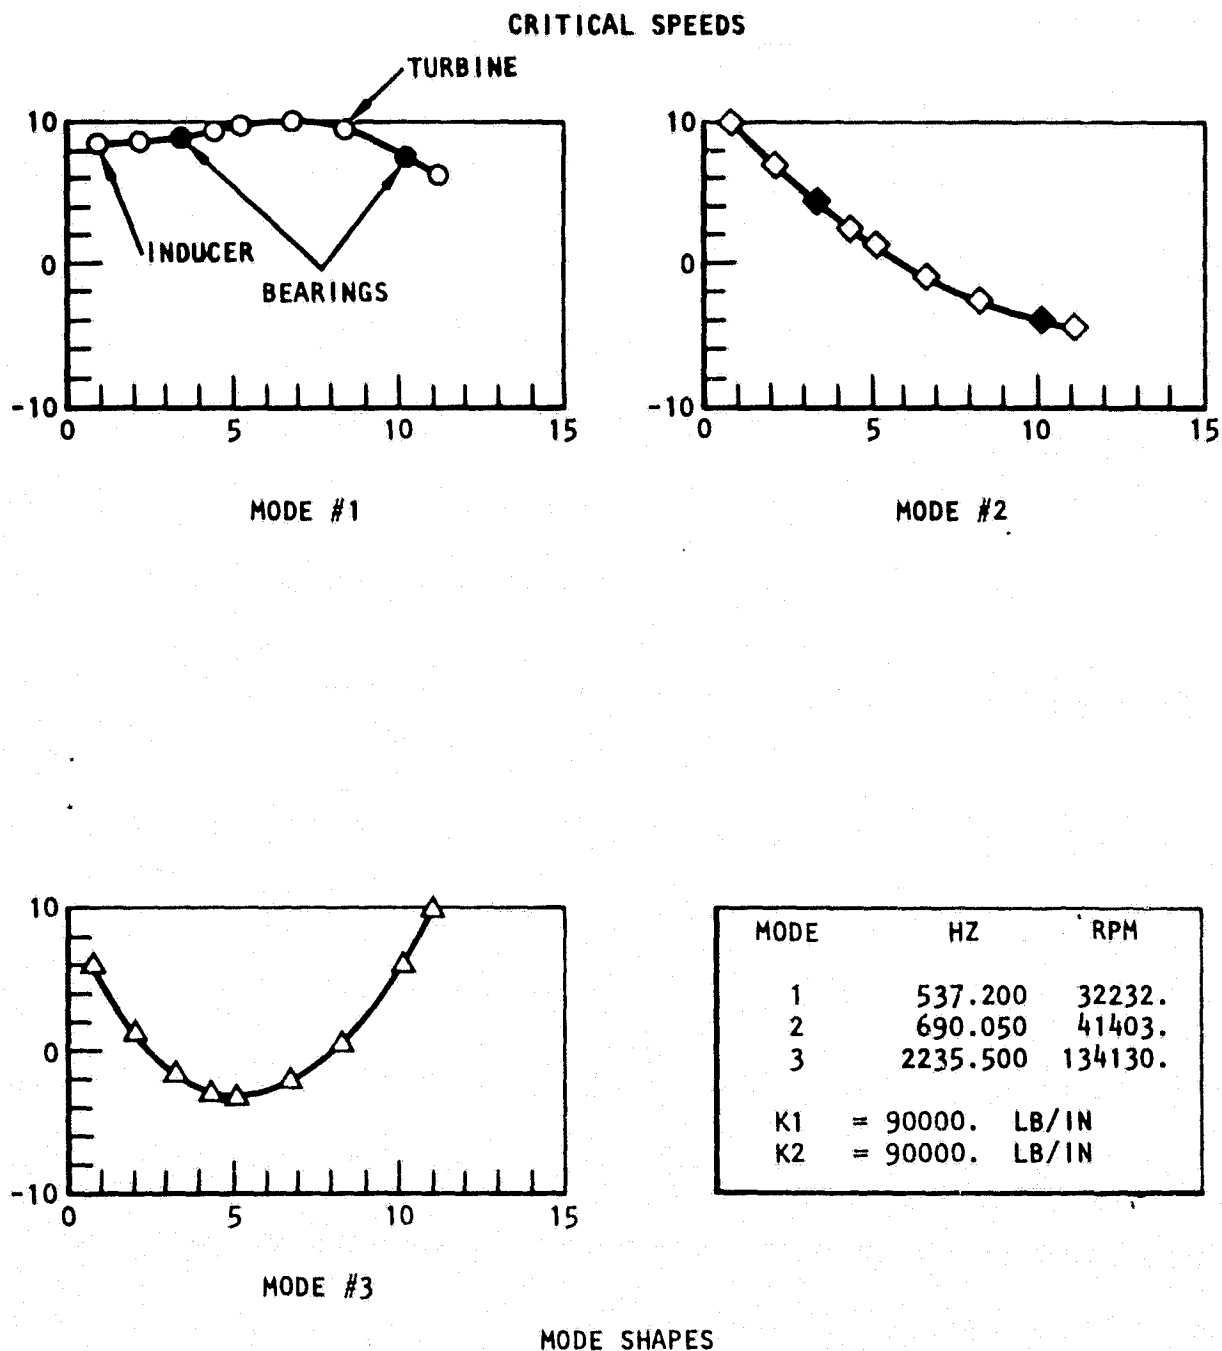 CRITICAL SPEEDS
TURBINE
10
0
-10
INDUCER
BEARINGS
0 5 10 15
MODE #1
10
0
-10
0 5 10 15
MODE #2
10
0
-10
0 5 10 15
MODE #3
MODE HZ RPM
1 537.200 32232.
2 690.050 41403.
3 2235.500 134130.
K1 = 90000. LB/IN
K2 = 90000. LB/IN
MODE SHAPES